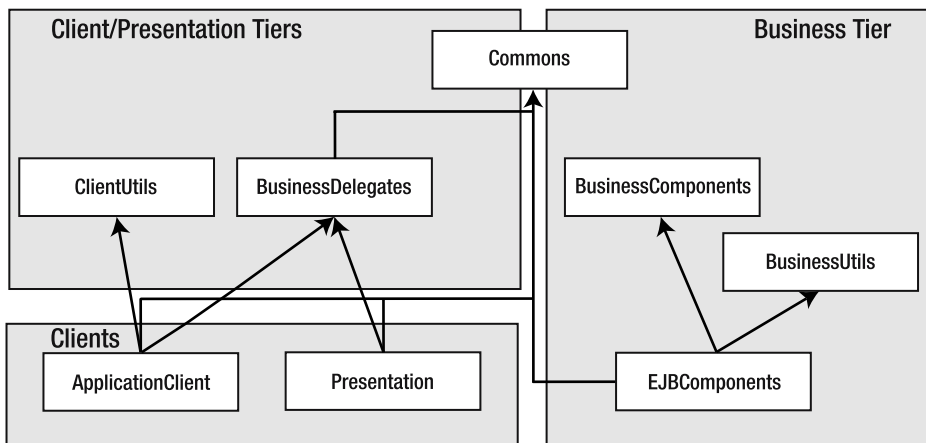 Client/Presentation Tiers
Business Tier
Commons
ClientUtils
BusinessDelegates
BusinessComponents
BusinessUtils
Clients
ApplicationClient
Presentation
EJBComponents